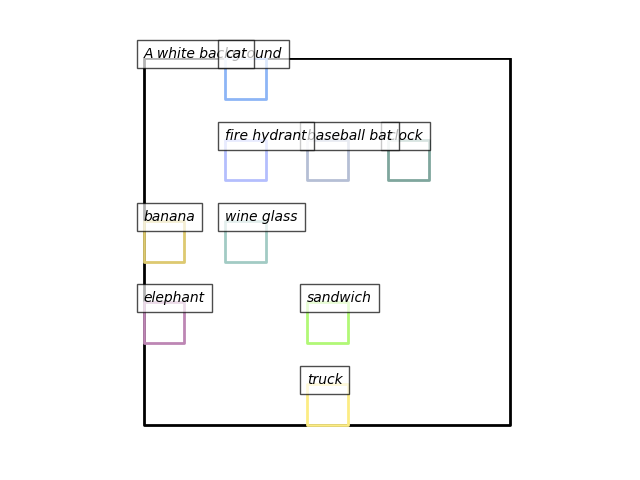 A white background
cat
fire hydrant
baseball bat
clock
banana
wine glass
elephant
sandwich
truck